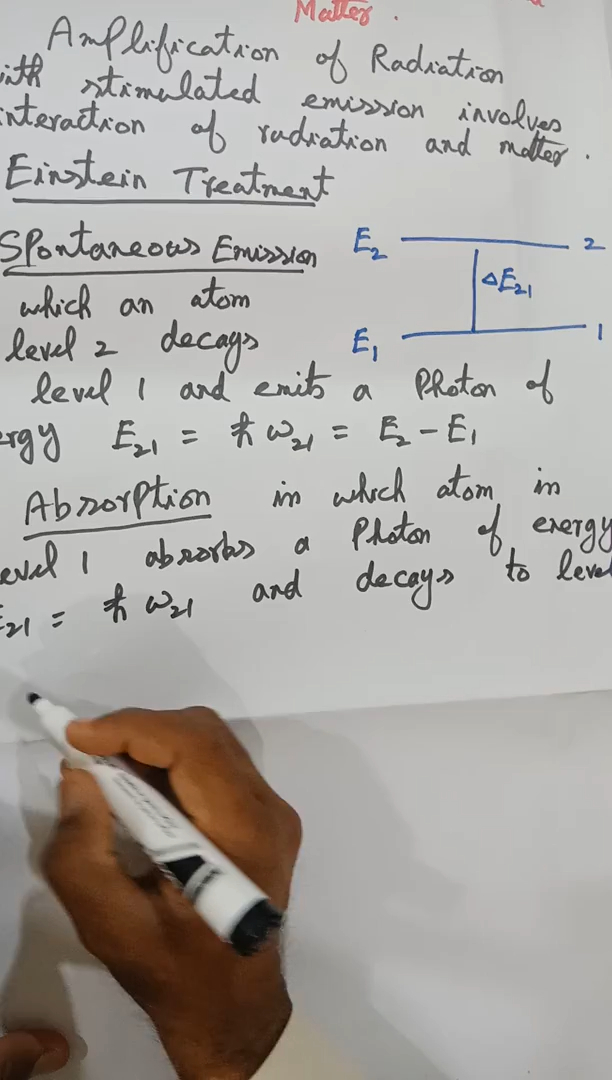 Matter.
Amplification of Radiation
ith stimulated emission involves
interaction of radiation and matter.
Einstein Treatment
Spontaneous Emission
E₂ 2
ΔE₂₁
E₁ 1
which an atom
level 2 decays
level 1 and emits a Photon of
ergy E₂₁ = ħω₂₁ = E₂ - E₁
Absorption in which atom in
level 1 absorbs a Photon of energy
E₂₁ = ħω₂₁ and decays to level